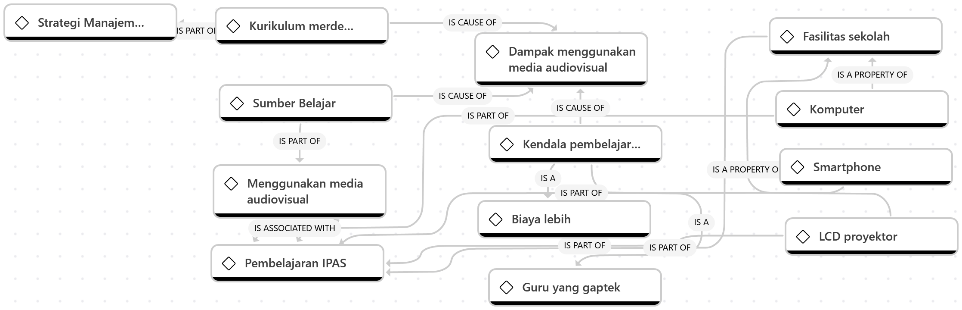 Strategi Manajem...
IS PART OF
Kurikulum merde...
IS CAUSE OF
Dampak menggunakan
media audiovisual
Fasilitas sekolah
IS A PROPERTY OF
Sumber Belajar
IS CAUSE OF
IS CAUSE OF
IS PART OF
Komputer
IS PART OF
Kendala pembelajar...
Menggunakan media
audiovisual
IS A
IS PART OF
IS A PROPERTY O
Smartphone
Biaya lebih
IS A
IS ASSOCIATED WITH
LCD proyektor
IS PART OF
IS PART OF
Pembelajaran IPAS
Guru yang gaptek